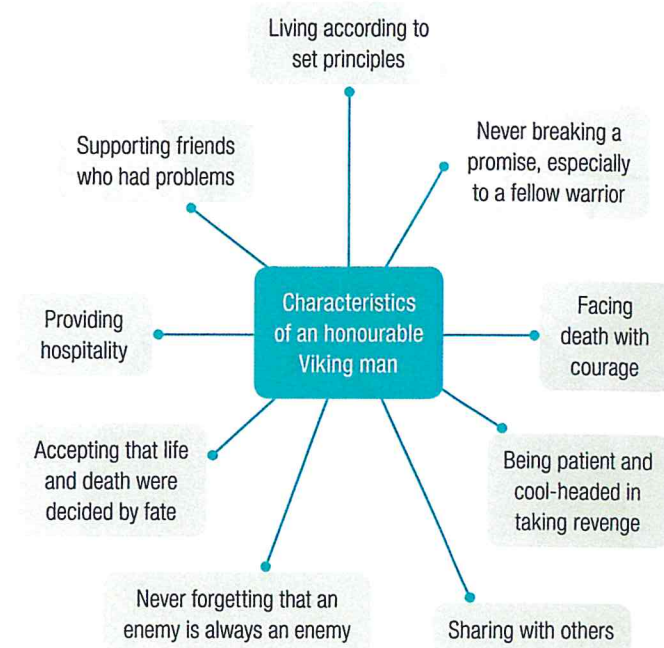 Living according to
set principles
Supporting friends
who had problems
Never breaking a
promise, especially
to a fellow warrior
Characteristics
of an honourable
Viking man
Providing
hospitality
Facing
death with
courage
Accepting that life
and death were
decided by fate
Being patient and
cool-headed in
taking revenge
Never forgetting that an
enemy is always an enemy
Sharing with others